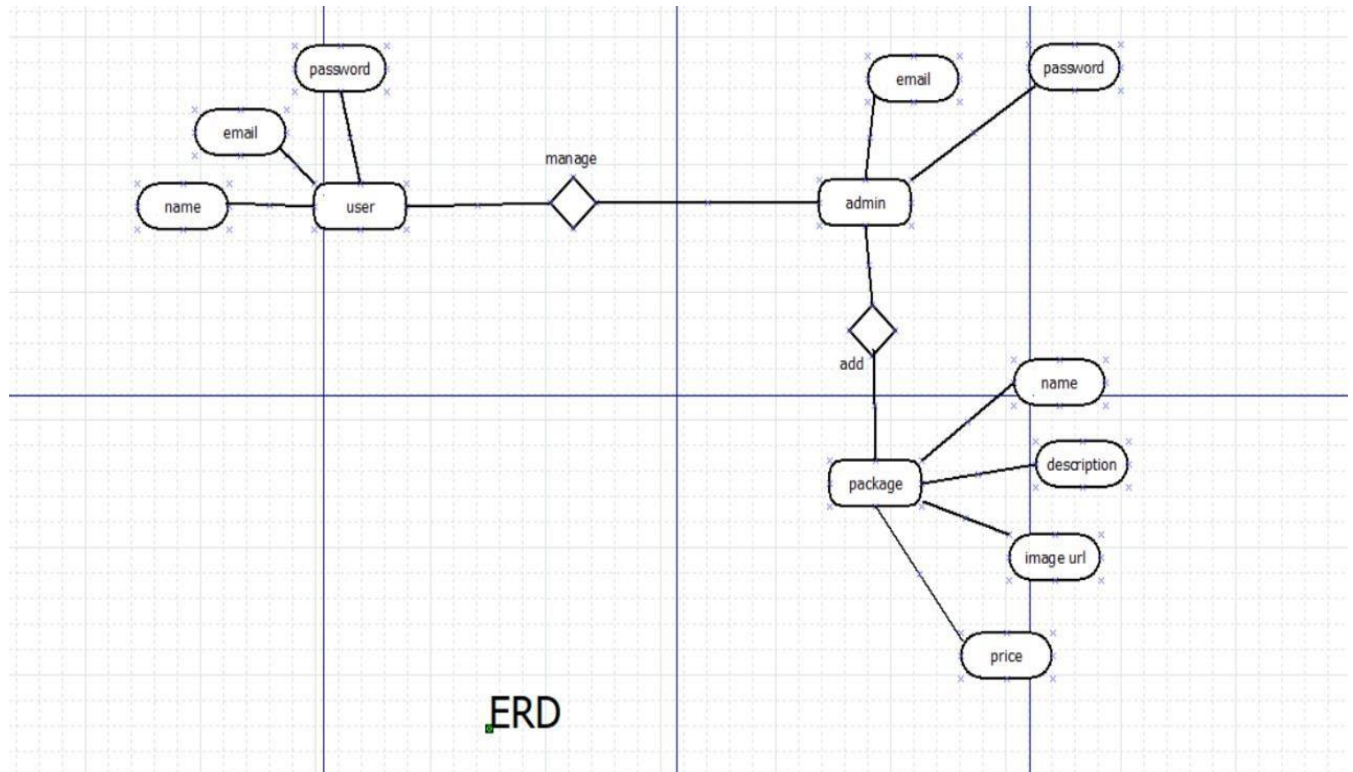 password
email
password
email
manage
name
user
admin
add
name
description
package
image url
price
ERD